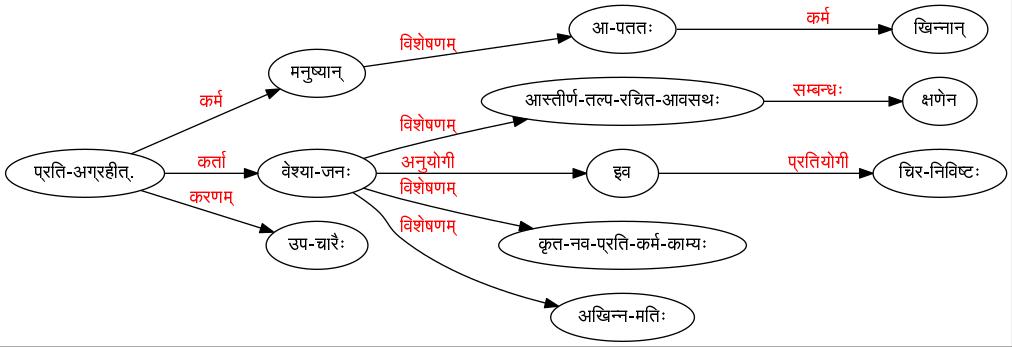 आ-पततः
कर्म
खिन्नान्
विशेषणम्
मनुष्यान्
कर्म
आस्तीर्ण-तल्प-रचित-आवसथः
सम्बन्धः
क्षणेन
विशेषणम्
प्रति-अग्रहीत्.
कर्ता
वेश्या-जनः
अनुयोगी
इव
प्रतियोगी
चिर-निविष्टः
विशेषणम्
करणम्
उप-चारैः
कृत-नव-प्रति-कर्म-काम्यः
विशेषणम्
अखिन्न-मतिः